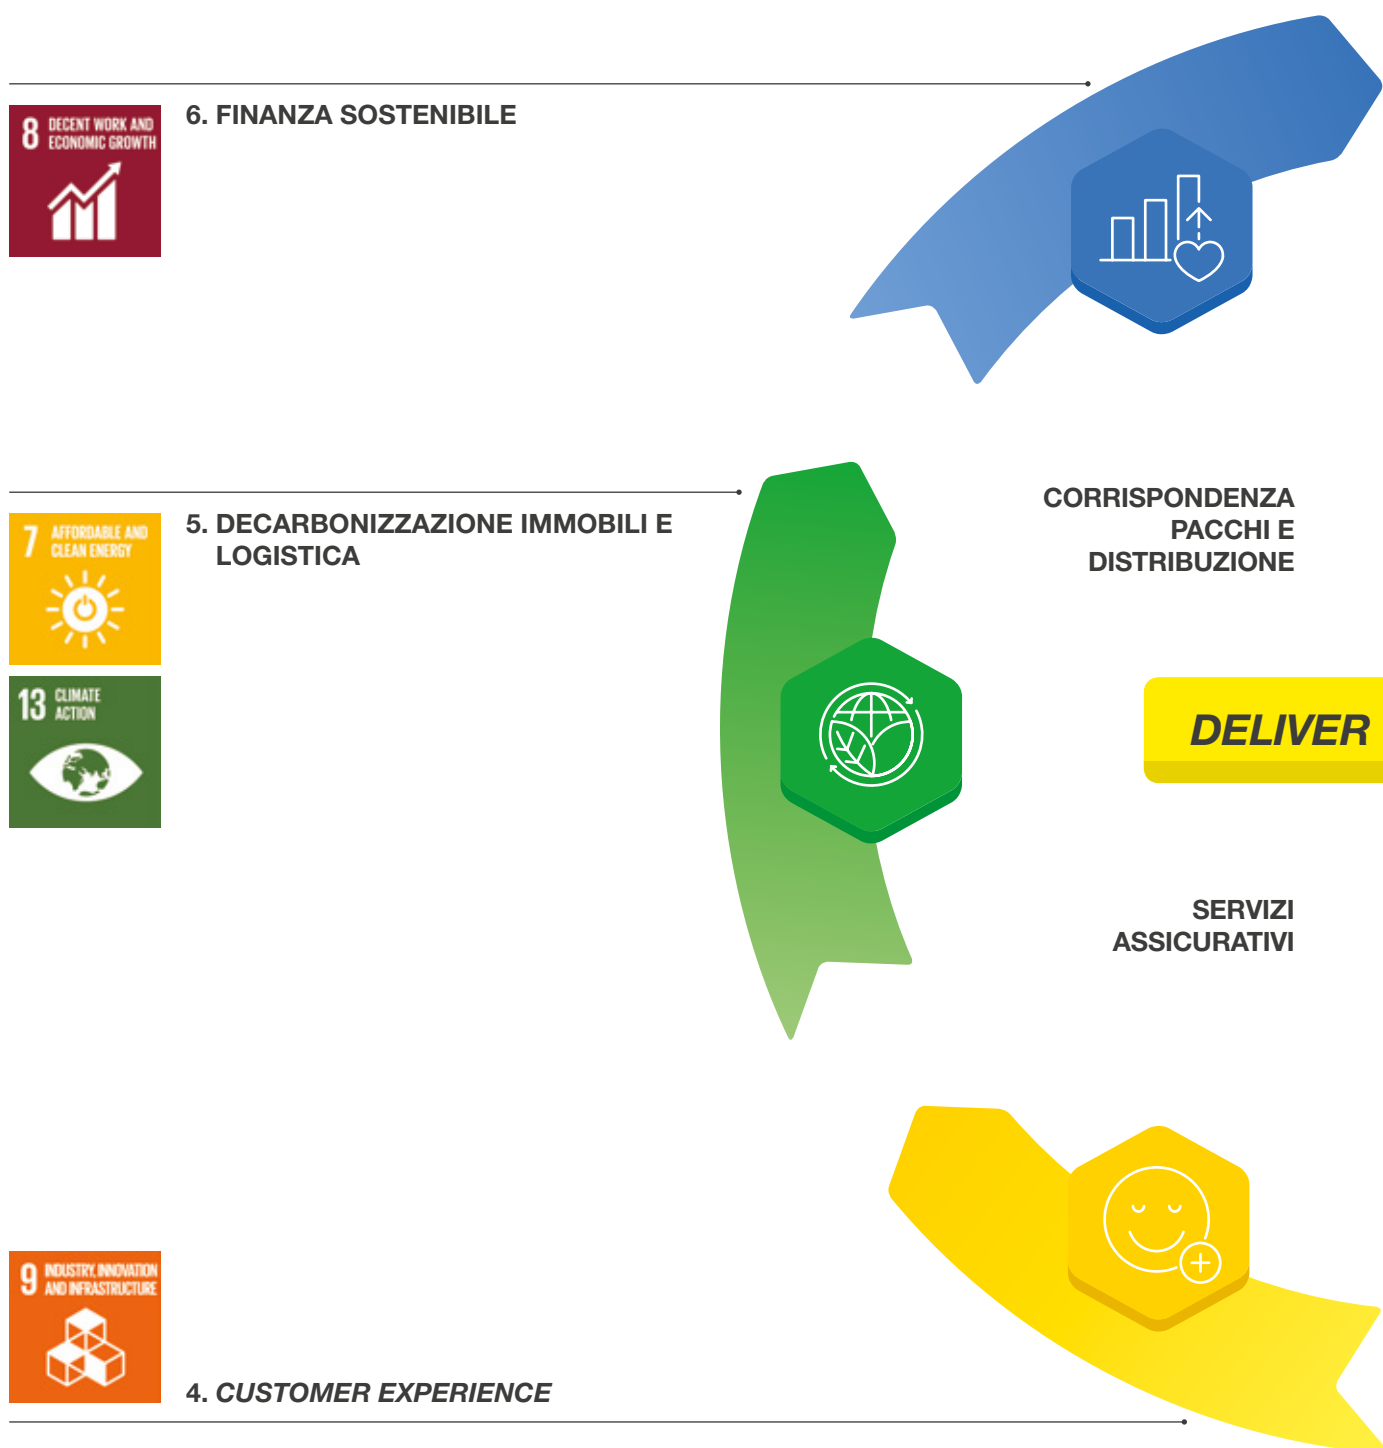 6. FINANZA SOSTENIBILE
8 DECENT WORK AND
ECONOMIC GROWTH
5. DECARBONIZZAZIONE IMMOBILI E
LOGISTICA
7 AFFORDABLE AND
CLEAN ENERGY
13 CLIMATE
ACTION
CORRISPONDENZA
PACCHI E
DISTRIBUZIONE
DELIVER
SERVIZI
ASSICURATIVI
9 INDUSTRY, INNOVATION
AND INFRASTRUCTURE
4. CUSTOMER EXPERIENCE